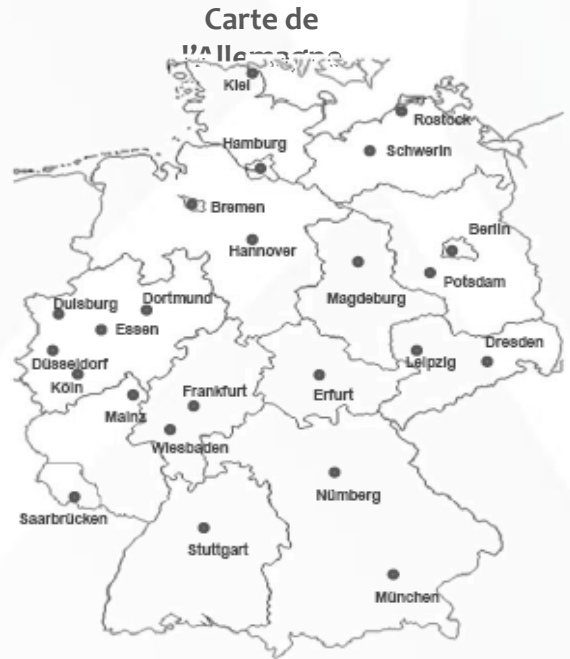 Carte de
l'Allemagne
Kiel
Rostock
Hamburg
Schwerin
Bremen
Berlin
Hannover
Potsdam
Magdeburg
Duisburg
Dortmund
Essen
Dresden
Düsseldorf
Leipzig
Köln
Frankfurt
Erfurt
Mainz
Wiesbaden
Nürnberg
Saarbrücken
Stuttgart
München